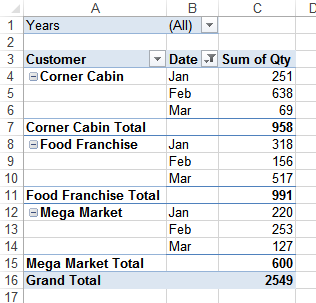 A B C D
1 Years (All)
2
3 Customer Date Sum of Qty
4 Corner Cabin Jan 251
5 Feb 638
6 Mar 69
7 Corner Cabin Total 958
8 Food Franchise Jan 318
9 Feb 156
10 Mar 517
11 Food Franchise Total 991
12 Mega Market Jan 220
13 Feb 253
14 Mar 127
15 Mega Market Total 600
16 Grand Total 2549
17